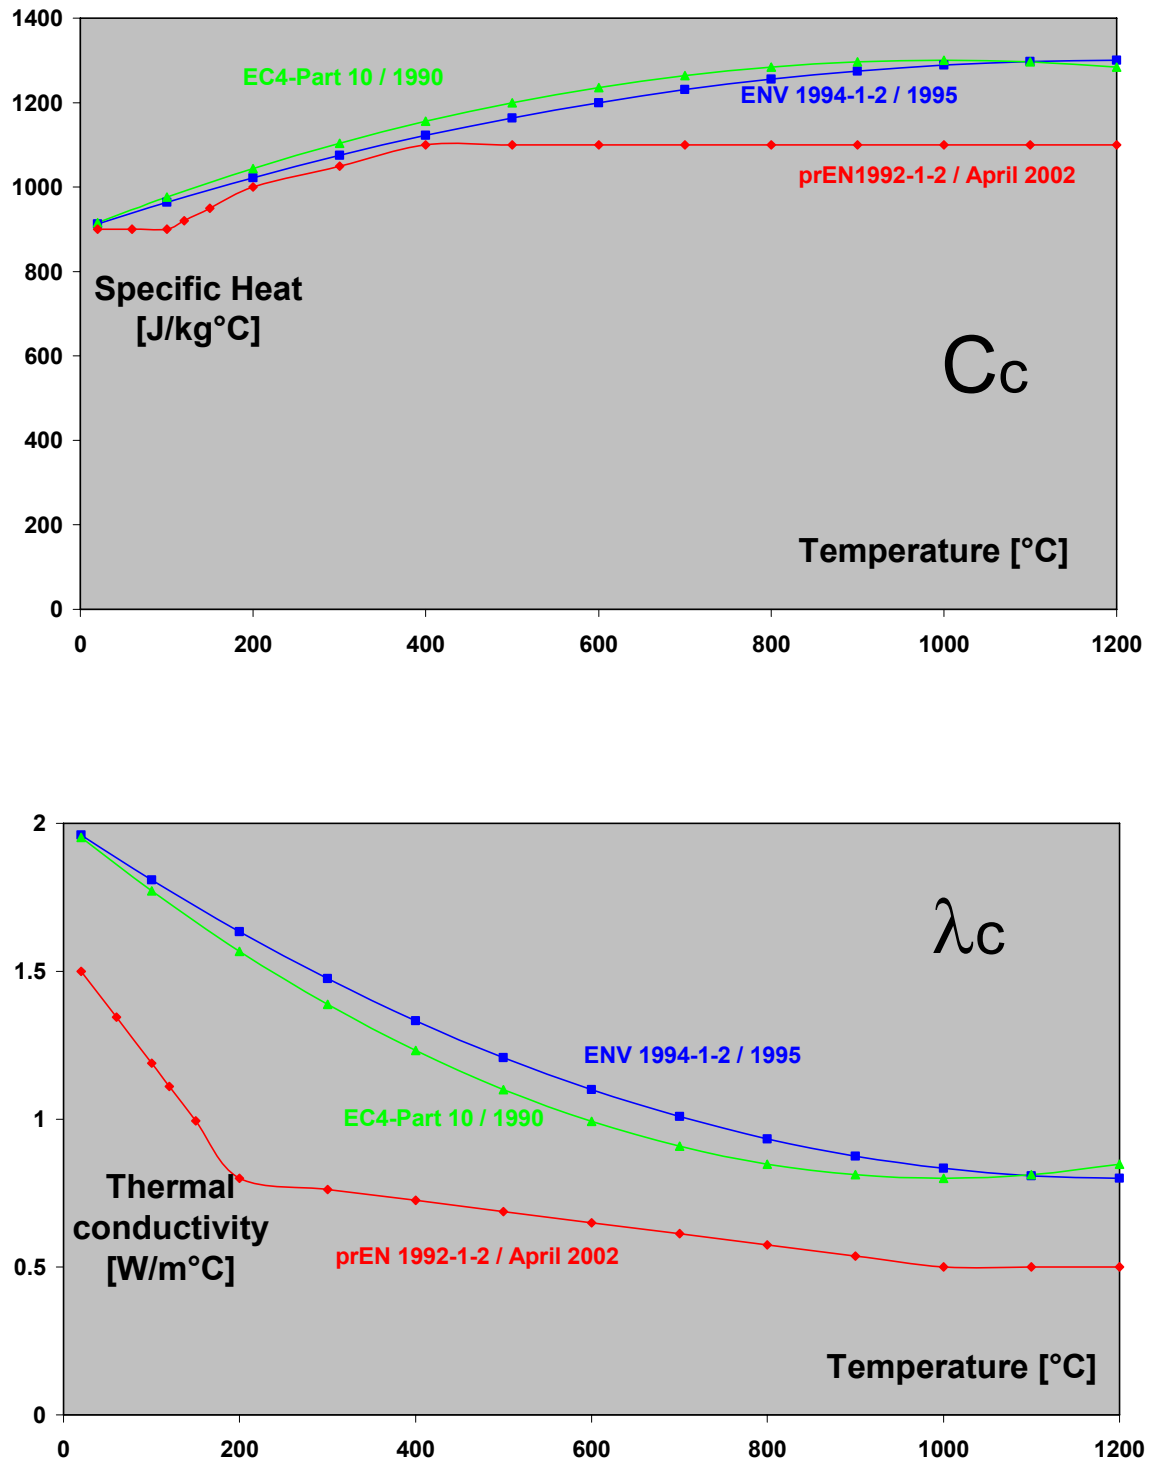 1400
EC4-Part 10 / 1990
1200
ENV 1994-1-2 / 1995
prEN1992-1-2 / April 2002
1000
800
Specific Heat
[J/kg°C]
600
Cc
400
200
Temperature [°C]
0
0 200 400 600 800 1000 1200
2
λc
1.5
ENV 1994-1-2 / 1995
1
EC4-Part 10 / 1990
Thermal
conductivity
[W/m°C]
prEN 1992-1-2 / April 2002
0.5
Temperature [°C]
0
0 200 400 600 800 1000 1200